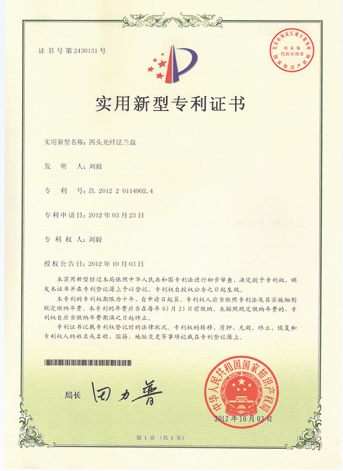 证书号第2430131号
实用新型专利证书
实用新型名称：四头光纤法兰盘
发明人：刘毅
专利号：ZL 2012 2 0114902.4
专利申请日：2012年03月23日
专利权人：刘毅
授权公告日：2012年10月03日
本实用新型经过本局依照中华人民共和国专利法进行初步审查，决定授予专利权，颁
发本证书并在专利登记簿上予以登记。专利权自授权公告之日起生效。
本专利的专利权期限为十年，自申请日起算。专利权人应当依照专利法及其实施细则
规定缴纳年费。本专利的年费应当在每年03月23日前缴纳。未按照规定缴纳年费的，专利
权自应当缴纳年费期满之日起终止。
专利证书记载专利权登记时的法律状况。专利权的转移、质押、无效、终止、恢复和
专利权人的姓名或名称、国籍、地址变更等事项记载在专利登记簿上。
局长 田力普
中华人民共和国国家知识产权局
2012年10月03日
第1页（共1页）